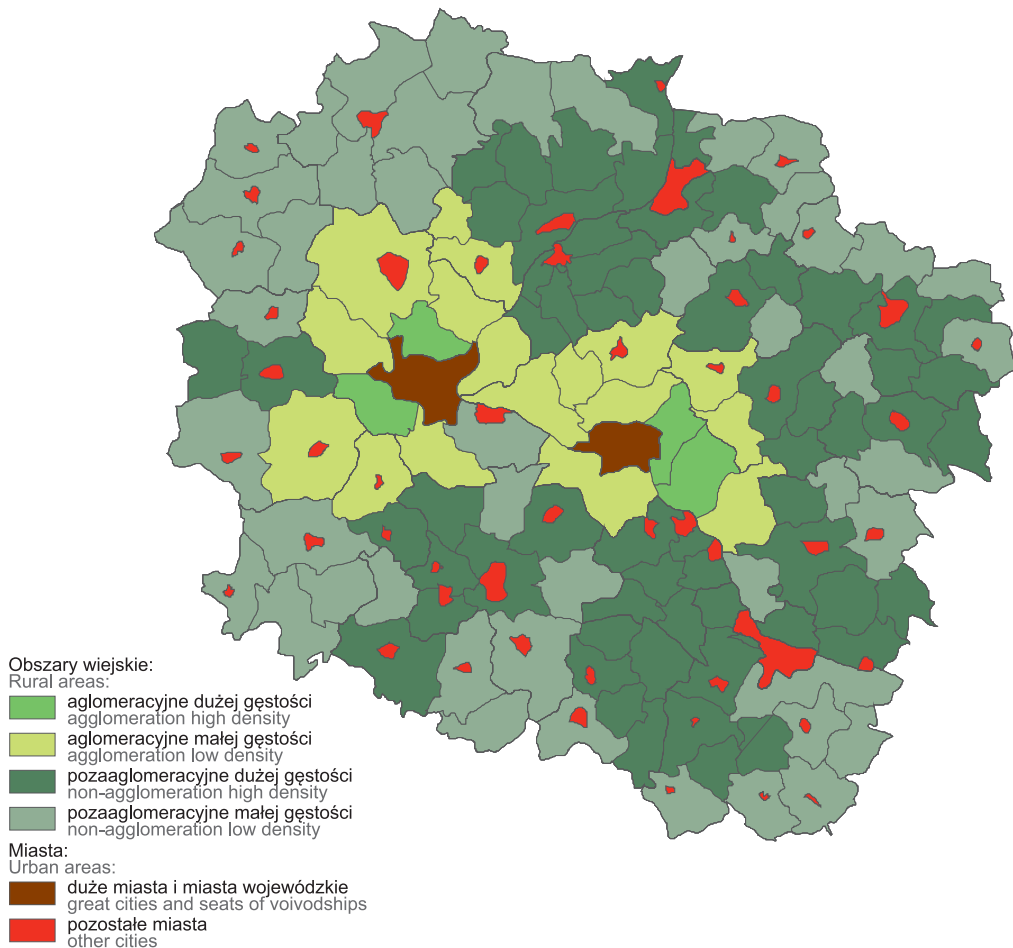 Obszary wiejskie:
Rural areas:
aglomeracyjne dużej gęstości
agglomeration high density
aglomeracyjne małej gęstości
agglomeration low density
pozaaglomeracyjne dużej gęstości
non-agglomeration high density
pozaaglomeracyjne małej gęstości
non-agglomeration low density
Miasta:
Urban areas:
duże miasta i miasta wojewódzkie
great cities and seats of voivodships
pozostałe miasta
other cities